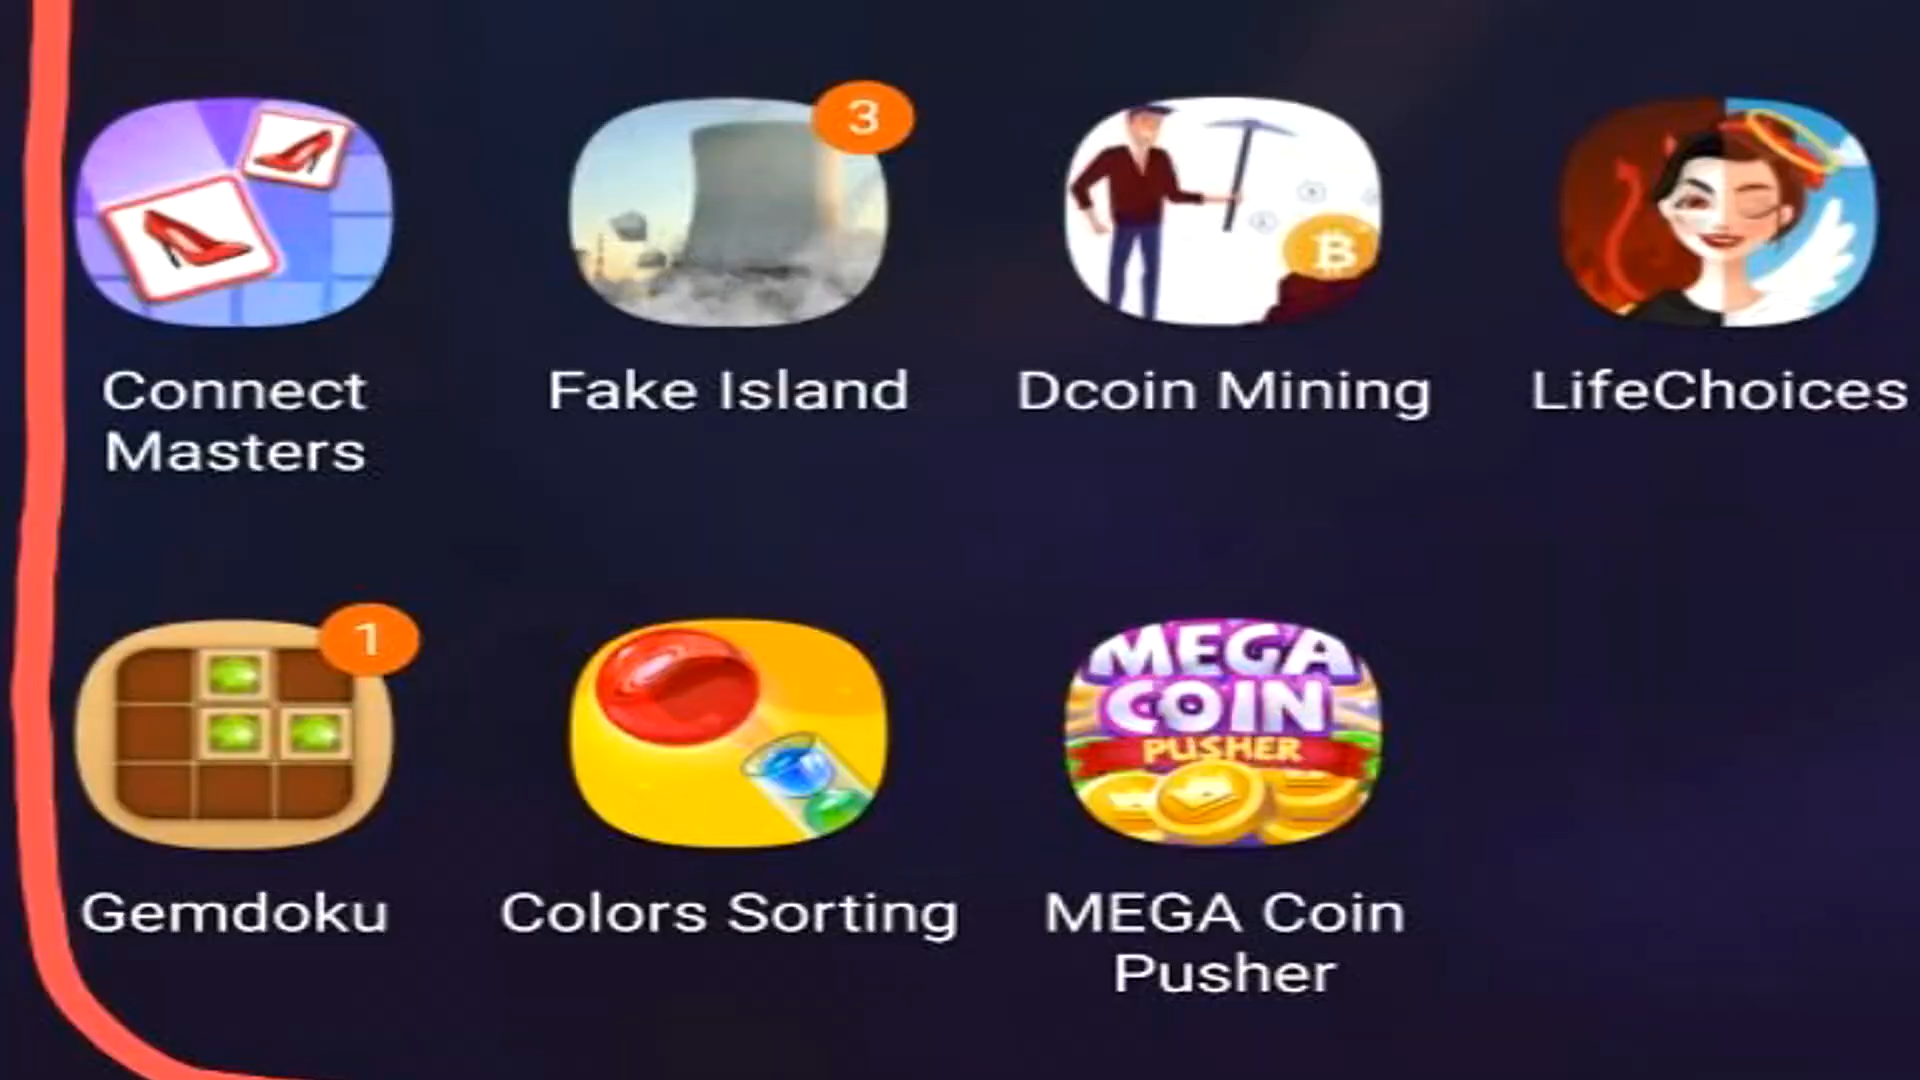 3
Connect
Masters
Fake Island
Dcoin Mining
LifeChoices
1
MEGA
COIN
PUSHER
Gemdoku
Colors Sorting
MEGA Coin
Pusher